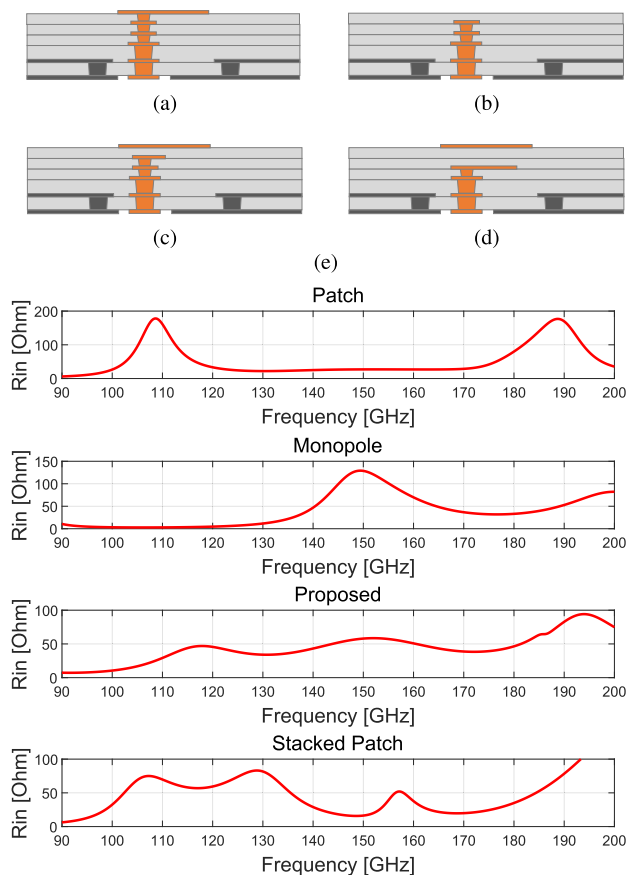 (a) (b)
(c) (d)
(e)
Patch
Rin [Ohm]
200
100
0
90 100 110 120 130 140 150 160 170 180 190 200
Frequency [GHz]
Monopole
Rin [Ohm]
150
100
50
0
90 100 110 120 130 140 150 160 170 180 190 200
Frequency [GHz]
Proposed
Rin [Ohm]
100
50
0
90 100 110 120 130 140 150 160 170 180 190 200
Frequency [GHz]
Stacked Patch
Rin [Ohm]
100
50
0
90 100 110 120 130 140 150 160 170 180 190 200
Frequency [GHz]